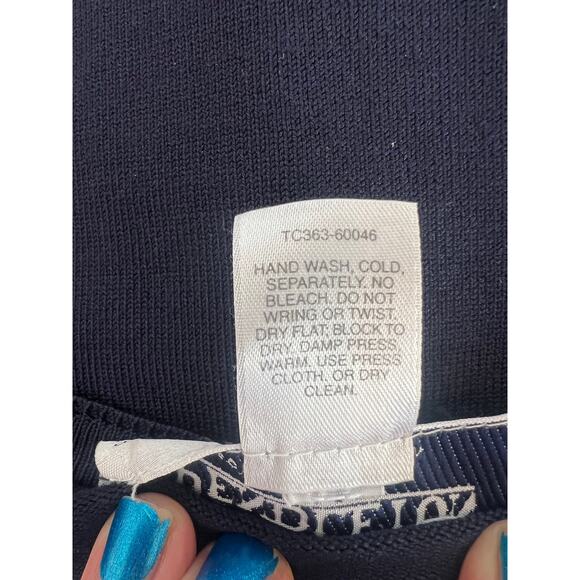 TC363-60046
HAND WASH, COLD,
SEPARATELY. NO
BLEACH. DO NOT
WRING OR TWIST.
DRY FLAT: BLOCK TO
DRY. DAMP PRESS
WARM. USE PRESS
CLOTH. OR DRY
CLEAN.